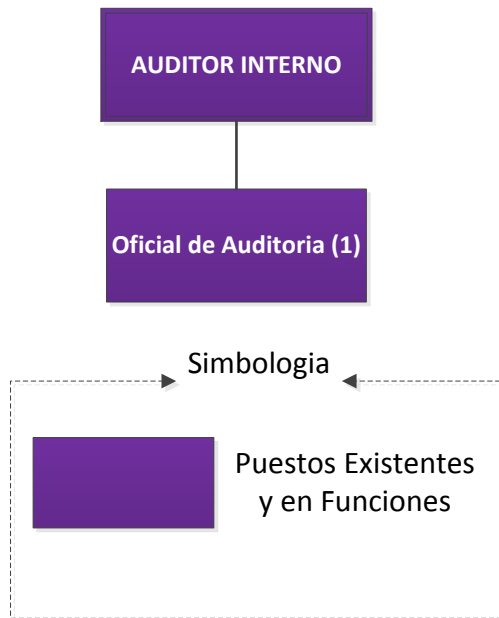 AUDITOR INTERNO
Oficial de Auditoria (1)
Simbologia
Puestos Existentes
y en Funciones